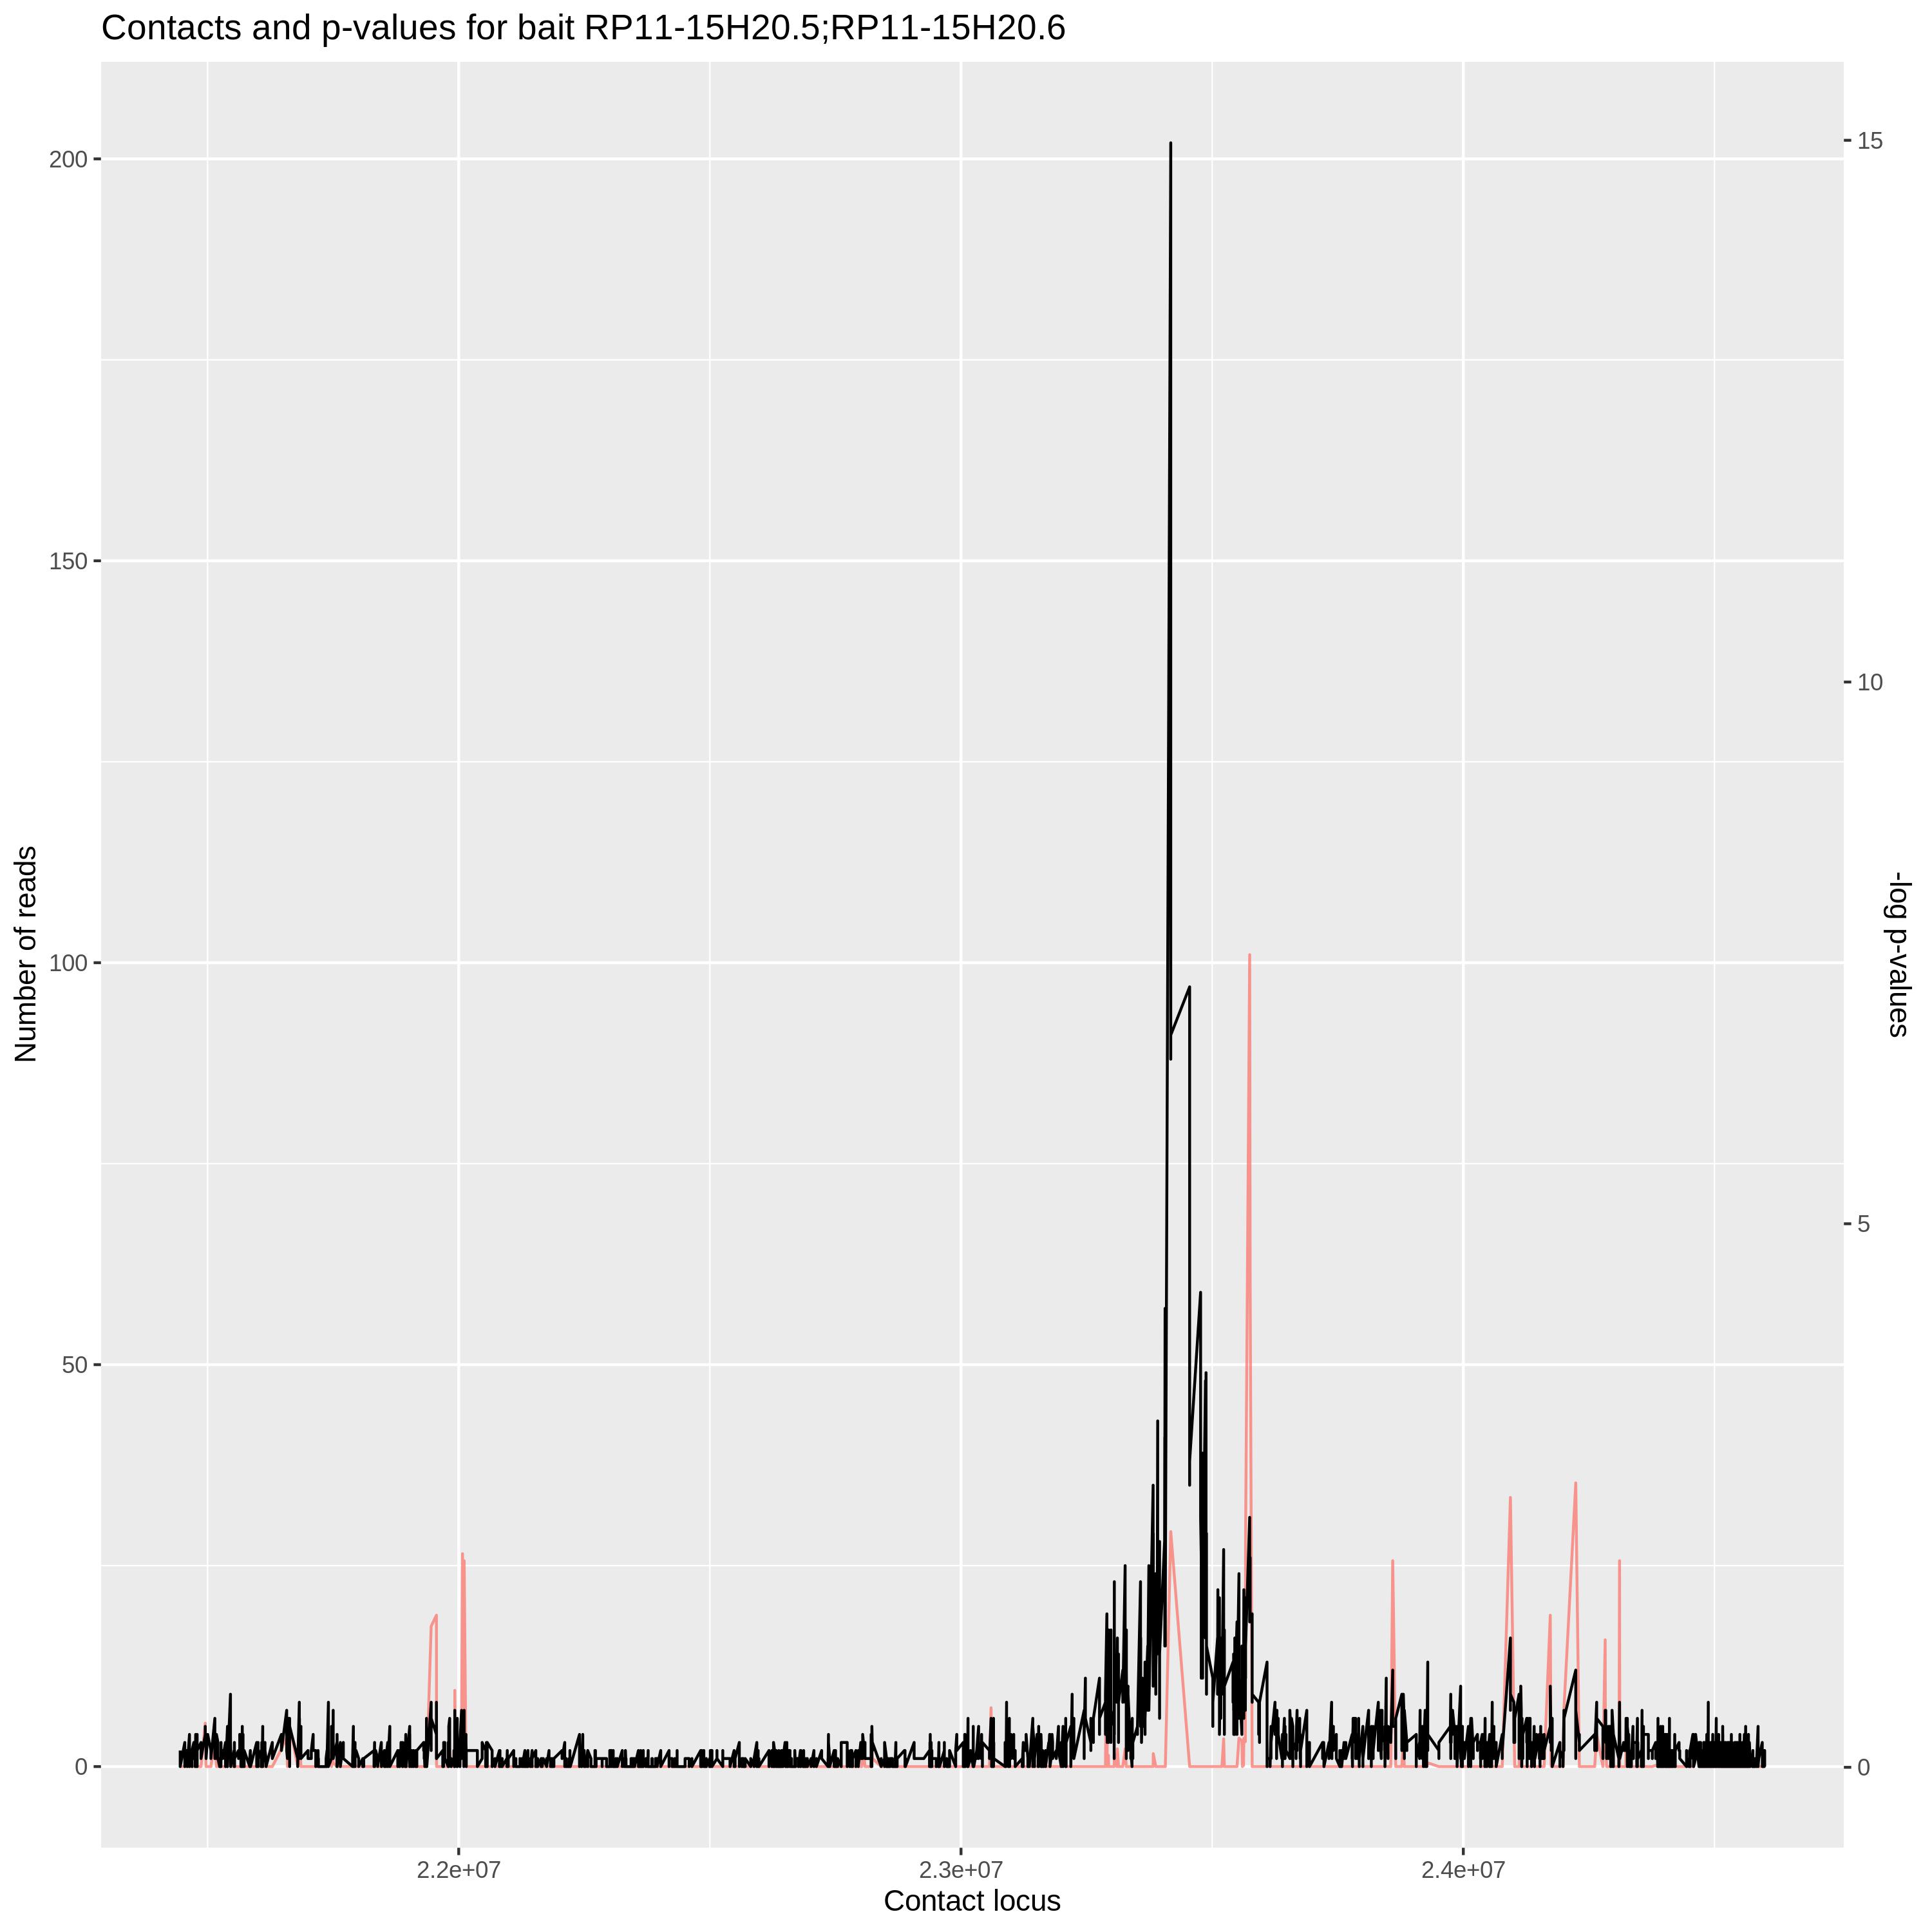 Contacts and p-values for bait RP11-15H20.5;RP11-15H20.6
Number of reads
200
150
100
50
0
15
10
5
0
-log p-values
2.2e+07 2.3e+07 2.4e+07
Contact locus